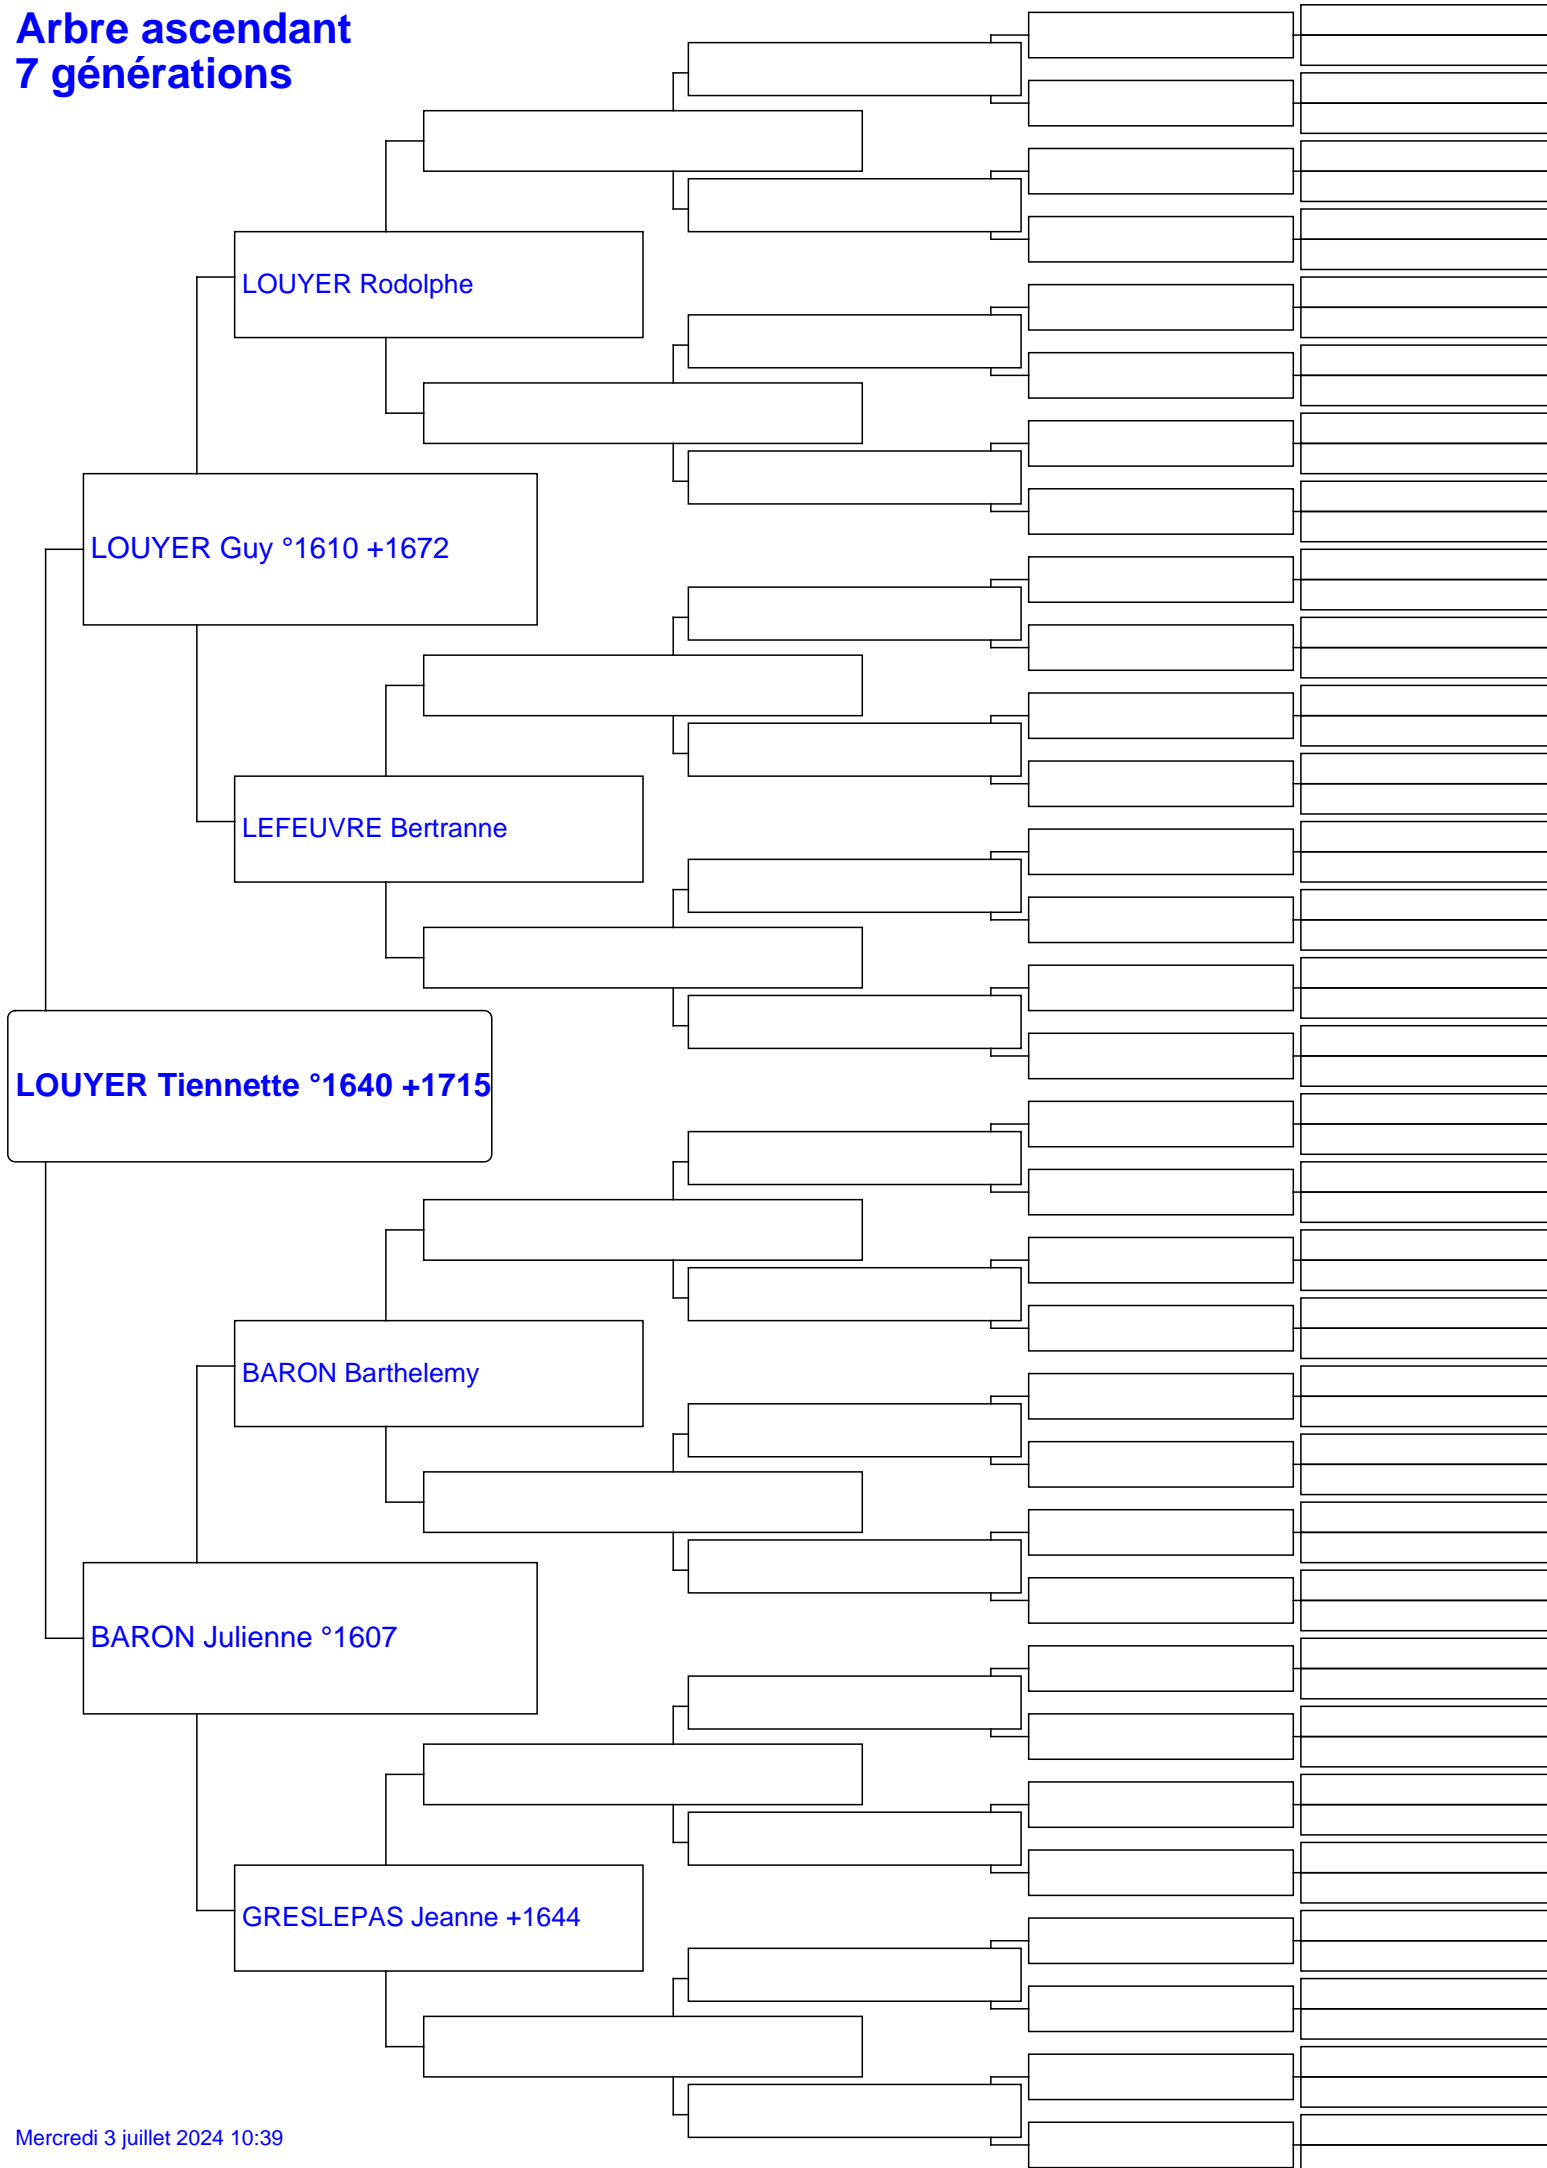 Arbre ascendant
7 générations
LOUYER Rodolphe
LOUYER Guy °1610 +1672
LEFEUVRE Bertranne
LOUYER Tiennette °1640 +1715
BARON Barthelemy
BARON Julienne °1607
GRESLEPAS Jeanne +1644
Mercredi 3 juillet 2024 10:39